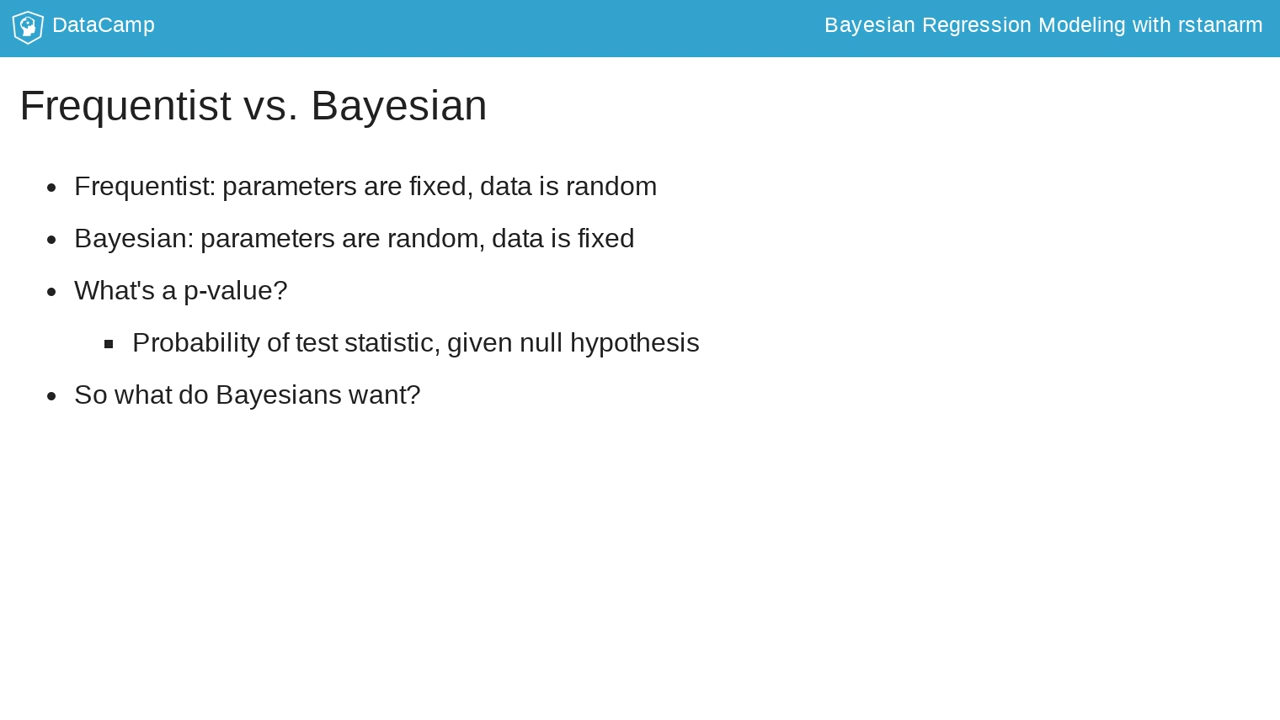 DataCamp
Bayesian Regression Modeling with rstanarm
Frequentist vs. Bayesian
Frequentist: parameters are fixed, data is random
Bayesian: parameters are random, data is fixed
What's a p-value?
Probability of test statistic, given null hypothesis
So what do Bayesians want?